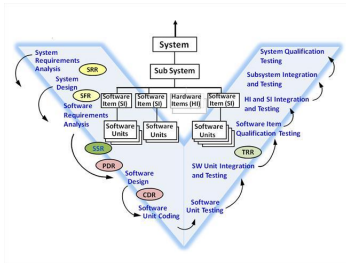 System
Requirements
Analysis
SRR
System
Design
SFR
Software
Requirements
Analysis
SSR
PDR
Software
Design
CDR
Software
Unit Coding
System
Sub System
Software
Item (SI)
Software
Item (SI)
Hardware
Items (HI)
Software
Item (SI)
Software
Units
Software
Units
Software
Units
System Qualification
Testing
Subsystem Integration and
Testing
HI and SI Integration
and Testing
Software Item
Qualification Testing
TRR
SW Unit Integration
and Testing
Software
Unit Testing